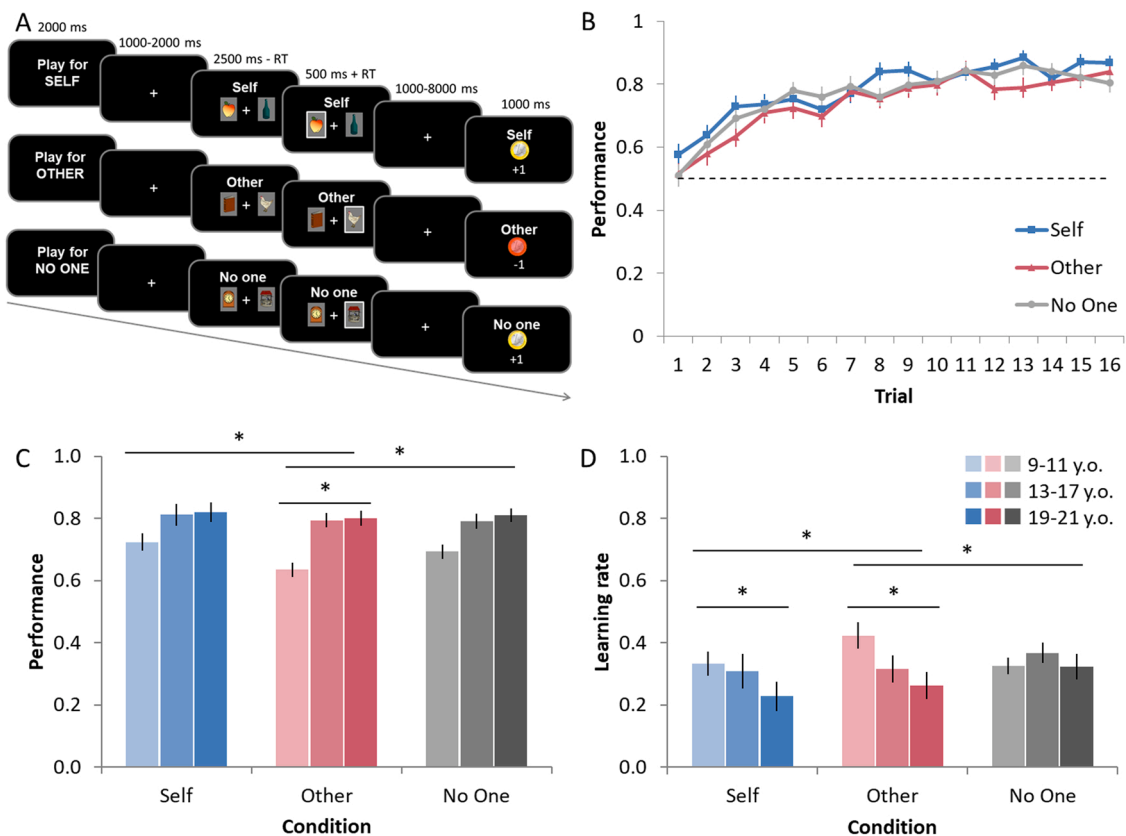 A
2000 ms
1000-2000 ms
2500 ms - RT
500 ms + RT
1000-8000 ms
1000 ms
Play for
SELF
+
Self
+
Self
+
+
Self
+1
Play for
OTHER
+
Other
+
Other
+
+
Other
-1
Play for
NO ONE
+
No one
+
No one
+
+
No one
+1
B
Performance
1
0.8
0.6
0.4
0.2
0
Self
Other
No One
1 2 3 4 5 6 7 8 9 10 11 12 13 14 15 16
Trial
C
Performance
1.0
0.8
0.6
0.4
0.2
0.0
*
*
*
Self Other No One
Condition
D
Learning rate
1.0
0.8
0.6
0.4
0.2
0.0
9-11 y.o.
13-17 y.o.
19-21 y.o.
*
*
*
*
Self Other No One
Condition